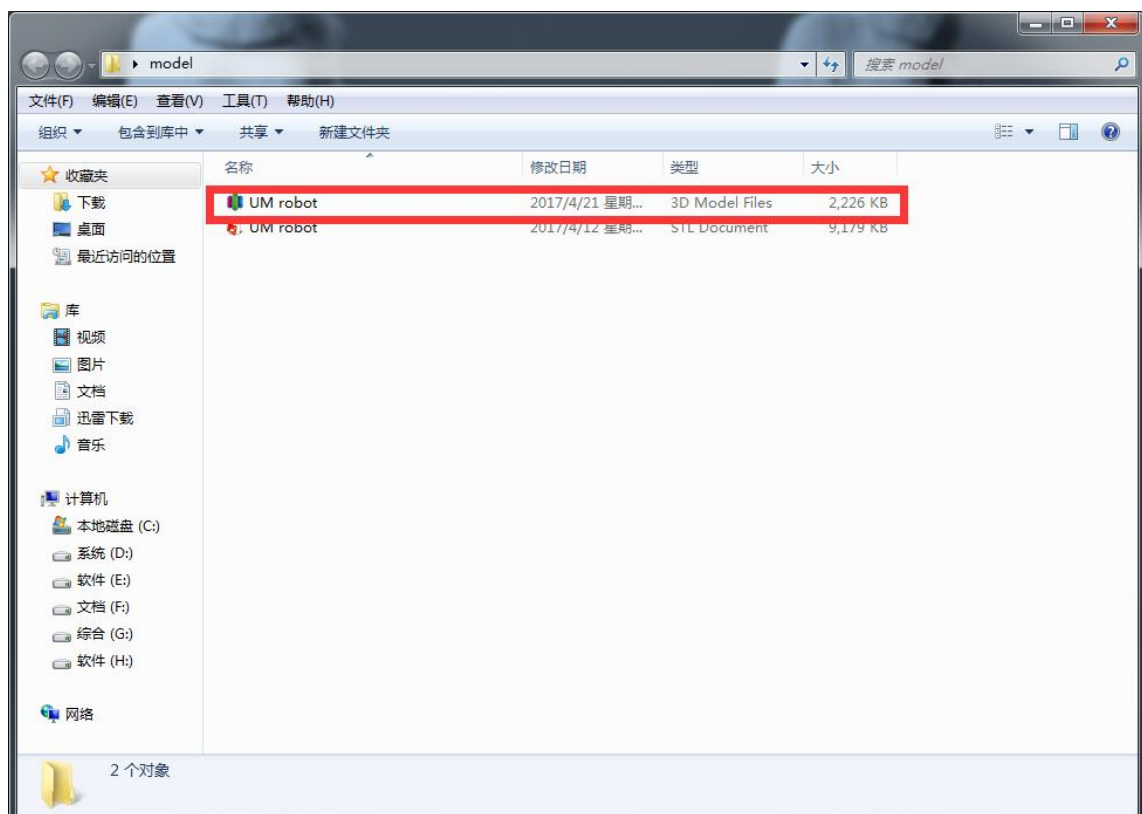 model
搜索 model
文件(F) 编辑(E) 查看(V) 工具(T) 帮助(H)
组织 包含到库中 共享 新建文件夹
名称 修改日期 类型 大小
收藏夹
下载
桌面
最近访问的位置
库
视频
图片
文档
迅雷下载
音乐
计算机
本地磁盘 (C:)
系统 (D:)
软件 (E:)
文档 (F:)
综合 (G:)
软件 (H:)
网络
UM robot 2017/4/21 星期... 3D Model Files 2,226 KB
UM robot 2017/4/12 星期... STL Document 9,179 KB
2 个对象